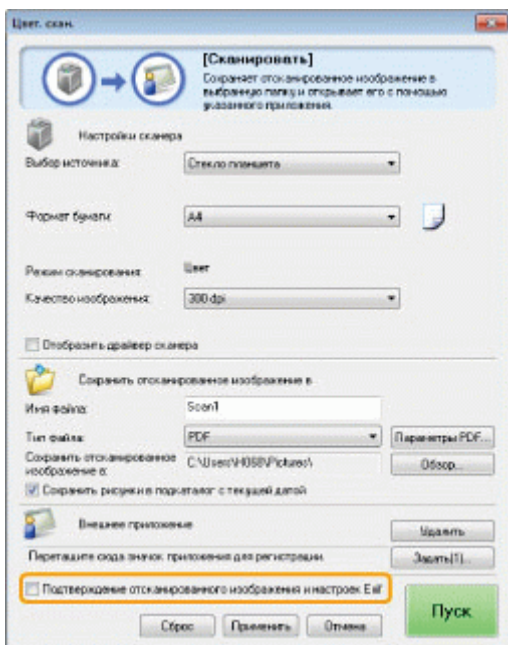 Цвет. скан.
[Сканировать]
Сохраняет отсканированное изображение в
выбранную папку и открывает его с помощью
указанного приложения.
Настройки сканера
Выбор источника: Стекло планшета
Формат бумаги: A4
Режим сканирования: Цвет
Качество изображения: 300 dpi
Отобразить драйвер сканера
Сохранить отсканированное изображение в
Имя файла: Scan1
Тип файла: PDF Параметры PDF...
Сохранить отсканированное
изображение в: C:\Users\H058\Pictures\ Обзор...
Сохранить рисунки в подкаталог с текущей датой
Внешнее приложение Удалить
Перетащите сюда значок приложения для регистрации. Задать(1)...
Подтверждение отсканированного изображения и настроек Exif
Сброс Применить Отмена Пуск